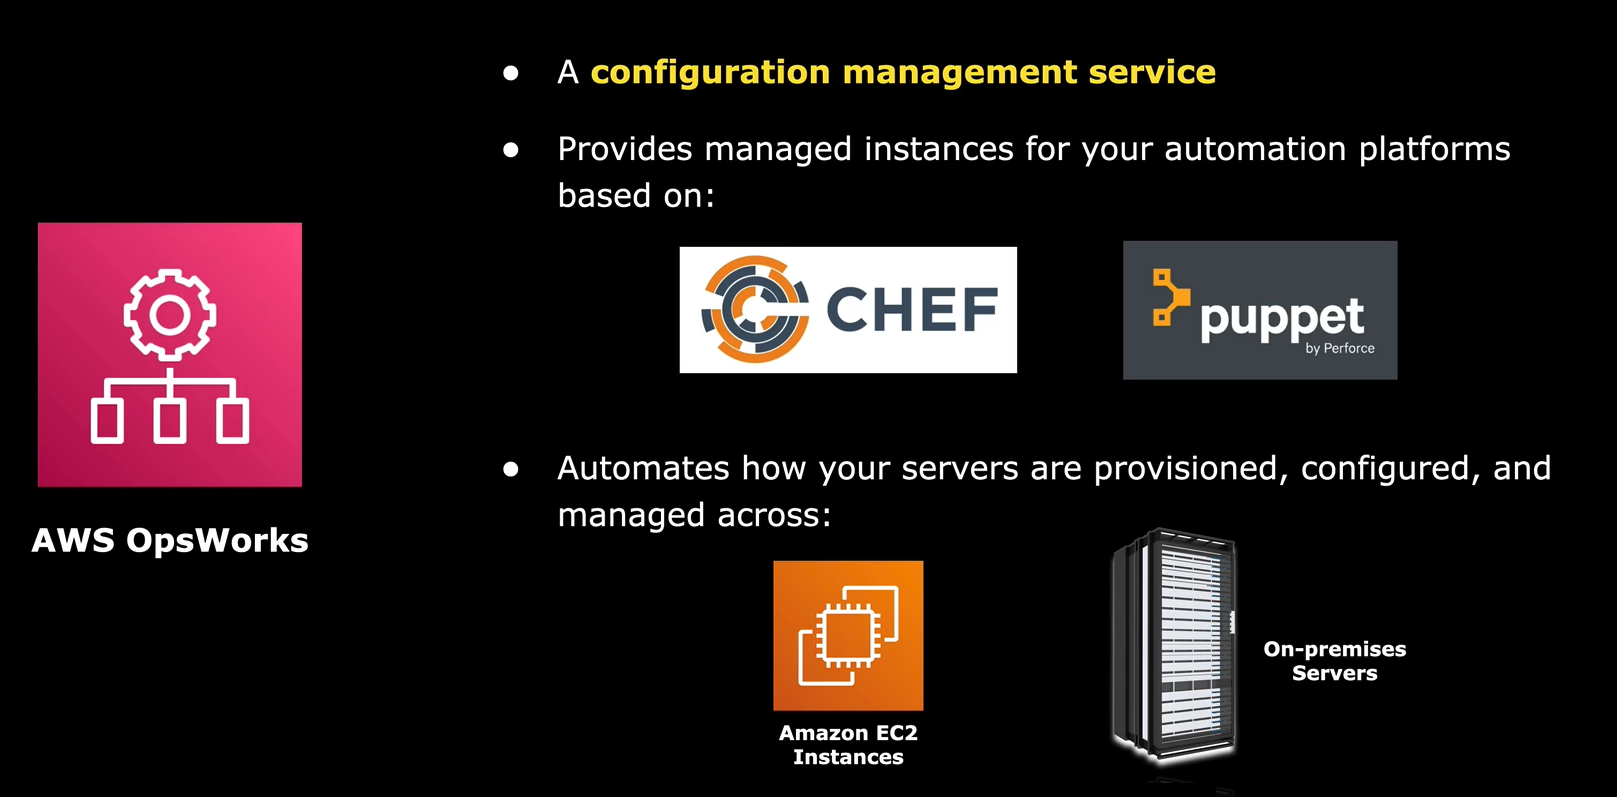 A configuration management service
Provides managed instances for your automation platforms
based on:
CHEF
puppet
by Perforce
Automates how your servers are provisioned, configured, and
managed across:
AWS OpsWorks
On-premises
Servers
Amazon EC2
Instances